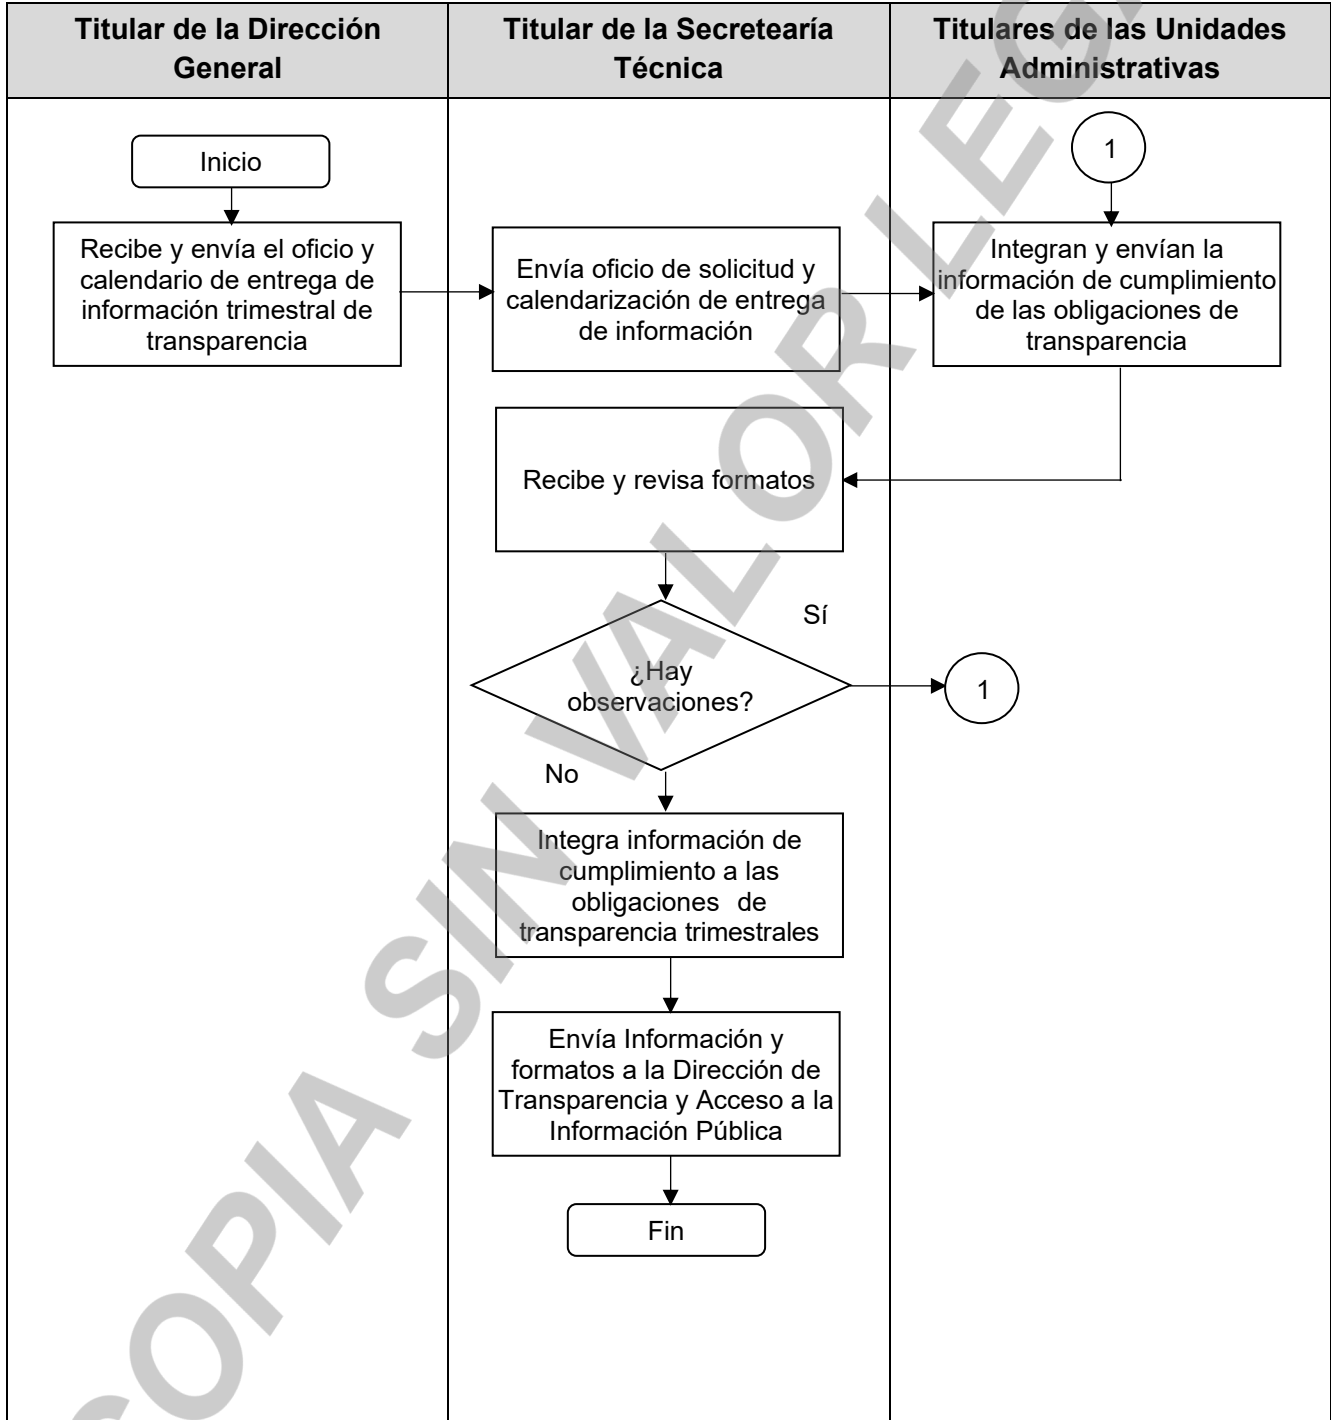 Titular de la Dirección
General
Titular de la Secretearía
Técnica
Titulares de las Unidades
Administrativas
Inicio
1
Recibe y envía el oficio y
calendario de entrega de
información trimestral de
transparencia
Envía oficio de solicitud y
calendarización de entrega
de información
Integran y envían la
información de cumplimiento
de las obligaciones de
transparencia
Recibe y revisa formatos
Sí
¿Hay
observaciones?
1
No
Integra información de
cumplimiento a las
obligaciones de
transparencia trimestrales
Envía Información y
formatos a la Dirección de
Transparencia y Acceso a la
Información Pública
Fin
COPIA SIN VALOR LEGA